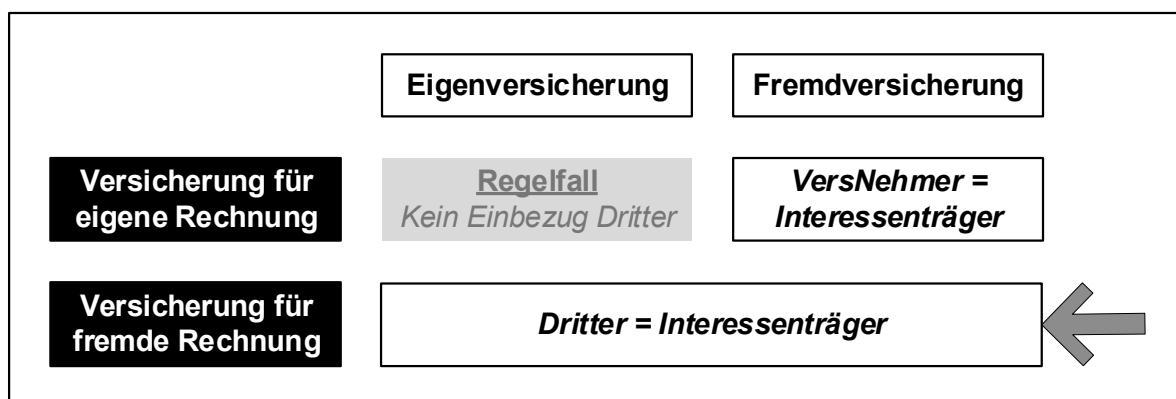 Eigenversicherung
Fremdversicherung
Versicherung für
eigene Rechnung
Regelfall
Kein Einbezug Dritter
VersNehmer =
Interessenträger
Versicherung für
fremde Rechnung
Dritter = Interessenträger